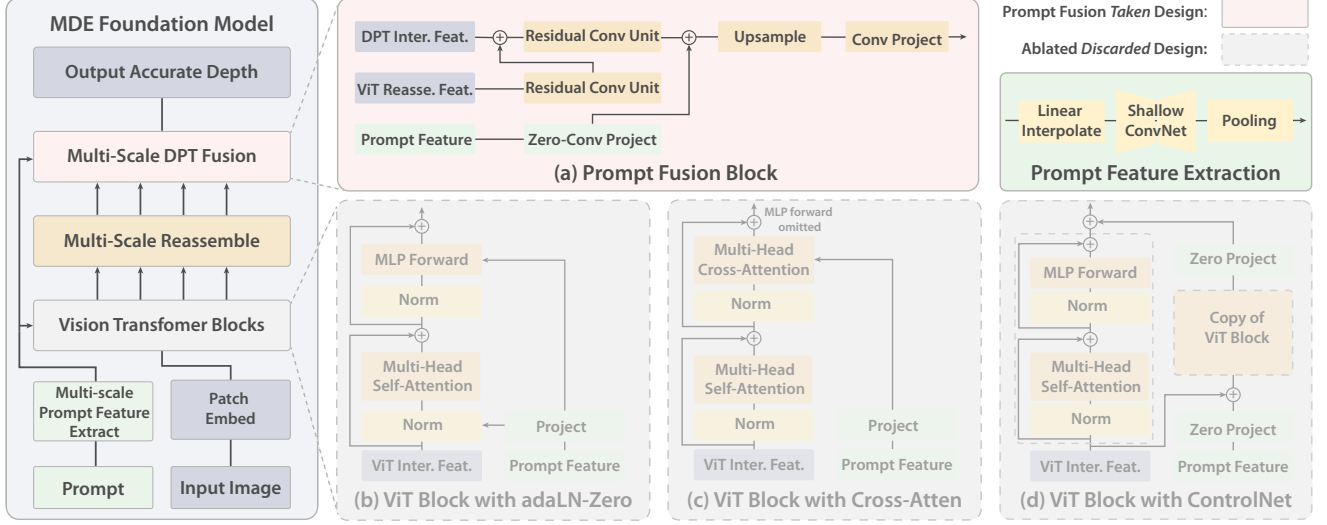 MDE Foundation Model
Output Accurate Depth
Multi-Scale DPT Fusion
Multi-Scale Reassemble
Vision Transfomer Blocks
Multi-scale
Prompt Feature
Extract
Patch
Embed
Prompt
Input Image
DPT Inter. Feat.
Residual Conv Unit
Upsample
Conv Project
ViT Reasse. Feat.
Residual Conv Unit
Prompt Feature
Zero-Conv Project
(a) Prompt Fusion Block
Prompt Fusion Taken Design:
Ablated Discarded Design:
Linear
Interpolate
Shallow
ConvNet
Pooling
Prompt Feature Extraction
MLP Forward
Norm
Multi-Head
Self-Attention
Norm
Project
ViT Inter. Feat.
Prompt Feature
(b) ViT Block with adaLN-Zero
MLP forward
omitted
Multi-Head
Cross-Attention
Norm
Multi-Head
Self-Attention
Norm
Project
ViT Inter. Feat.
Prompt Feature
(c) ViT Block with Cross-Atten
Zero Project
MLP Forward
Norm
Copy of
ViT Block
Multi-Head
Self-Attention
Norm
Zero Project
ViT Inter. Feat.
Prompt Feature
(d) ViT Block with ControlNet